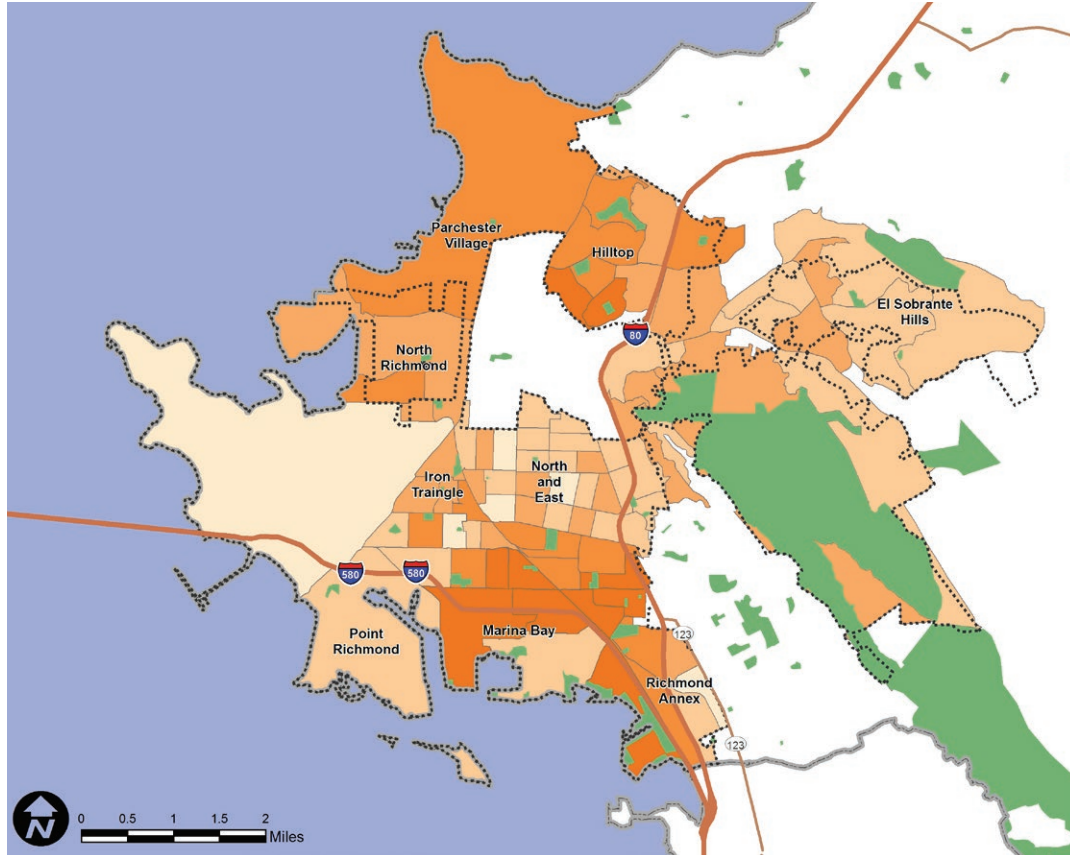 Parchester
Village
Hilltop
El Sobrante
Hills
80
North
Richmond
North
and
East
Iron
Traingle
580
580
Point
Richmond
Marina Bay
123
Richmond
Annex
123
N
0 0.5 1 1.5 2
Miles